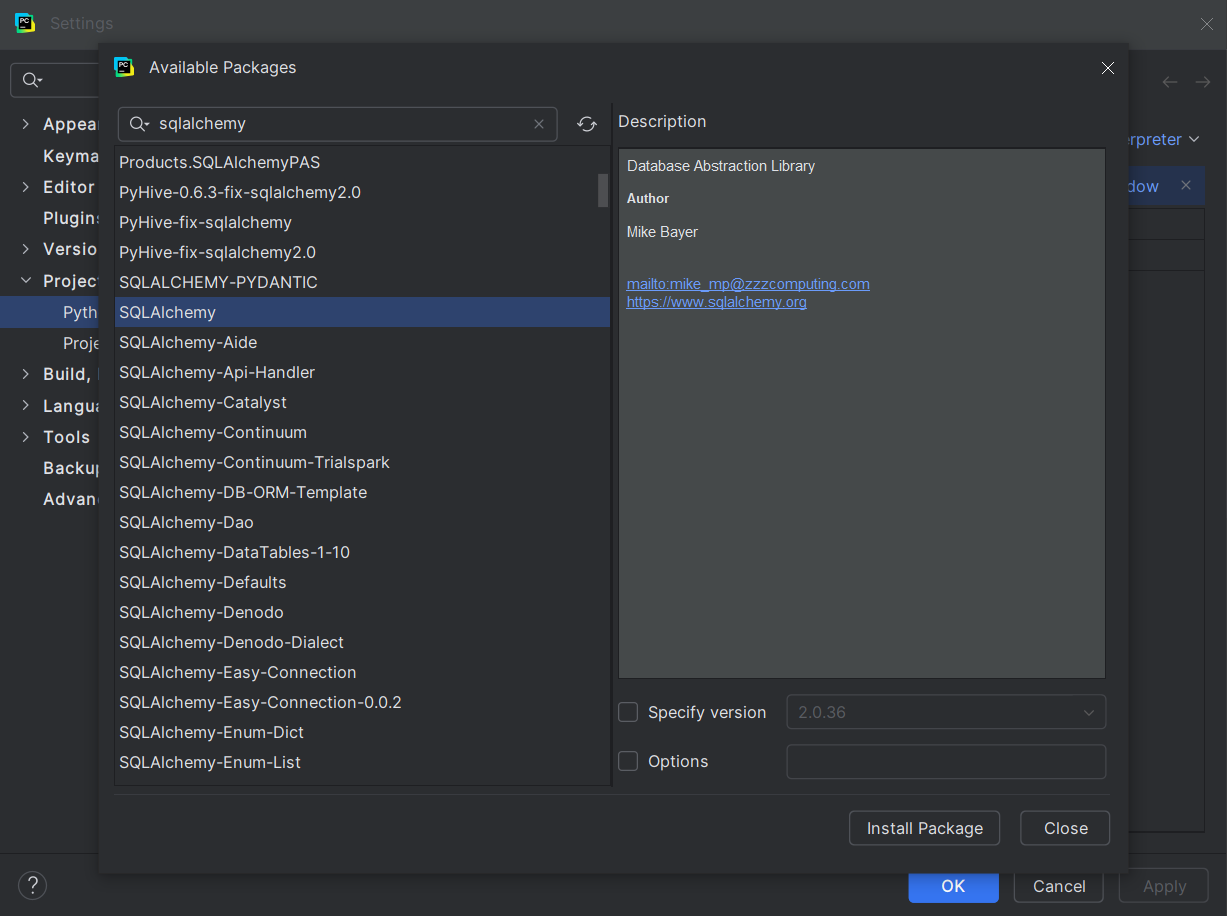 Settings
Available Packages
sqlalchemy
Products.SQLAlchemyPAS
PyHive-0.6.3-fix-sqlalchemy2.0
PyHive-fix-sqlalchemy
PyHive-fix-sqlalchemy2.0
SQLALCHEMY-PYDANTIC
SQLAlchemy
SQLAlchemy-Aide
SQLAlchemy-Api-Handler
SQLAlchemy-Catalyst
SQLAlchemy-Continuum
SQLAlchemy-Continuum-Trialspark
SQLAlchemy-DB-ORM-Template
SQLAlchemy-Dao
SQLAlchemy-DataTables-1-10
SQLAlchemy-Defaults
SQLAlchemy-Denodo
SQLAlchemy-Denodo-Dialect
SQLAlchemy-Easy-Connection
SQLAlchemy-Easy-Connection-0.0.2
SQLAlchemy-Enum-Dict
SQLAlchemy-Enum-List
Description
Database Abstraction Library
Author
Mike Bayer
mailto:mike_mp@zzzcomputing.com
https://www.sqlalchemy.org
Specify version
2.0.36
Options
Install Package
Close
Appea
Keyma
Editor
Plugins
Versio
Projec
Pyth
Proje
Build,
Langua
Tools
Backup
Advan
erpreter
dow
?
OK
Cancel
Apply